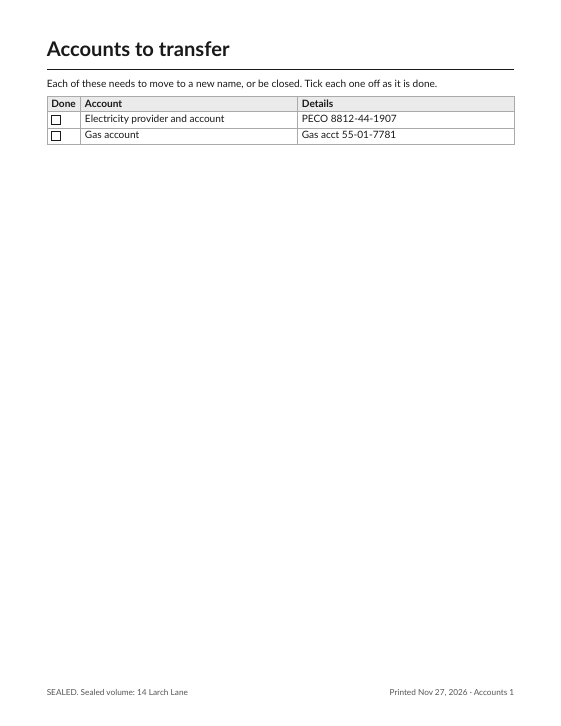 Accounts to transfer
Each of these needs to move to a new name, or be closed. Tick each one off as it is done.
Done Account Details
Electricity provider and account PECO 8812-44-1907
Gas account Gas acct 55-01-7781
SEALED. Sealed volume: 14 Larch Lane Printed Nov 27, 2026 · Accounts 1